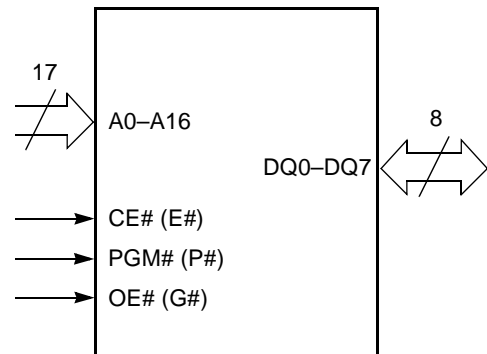 17
A0–A16
8
DQ0–DQ7
CE# (E#)
PGM# (P#)
OE# (G#)